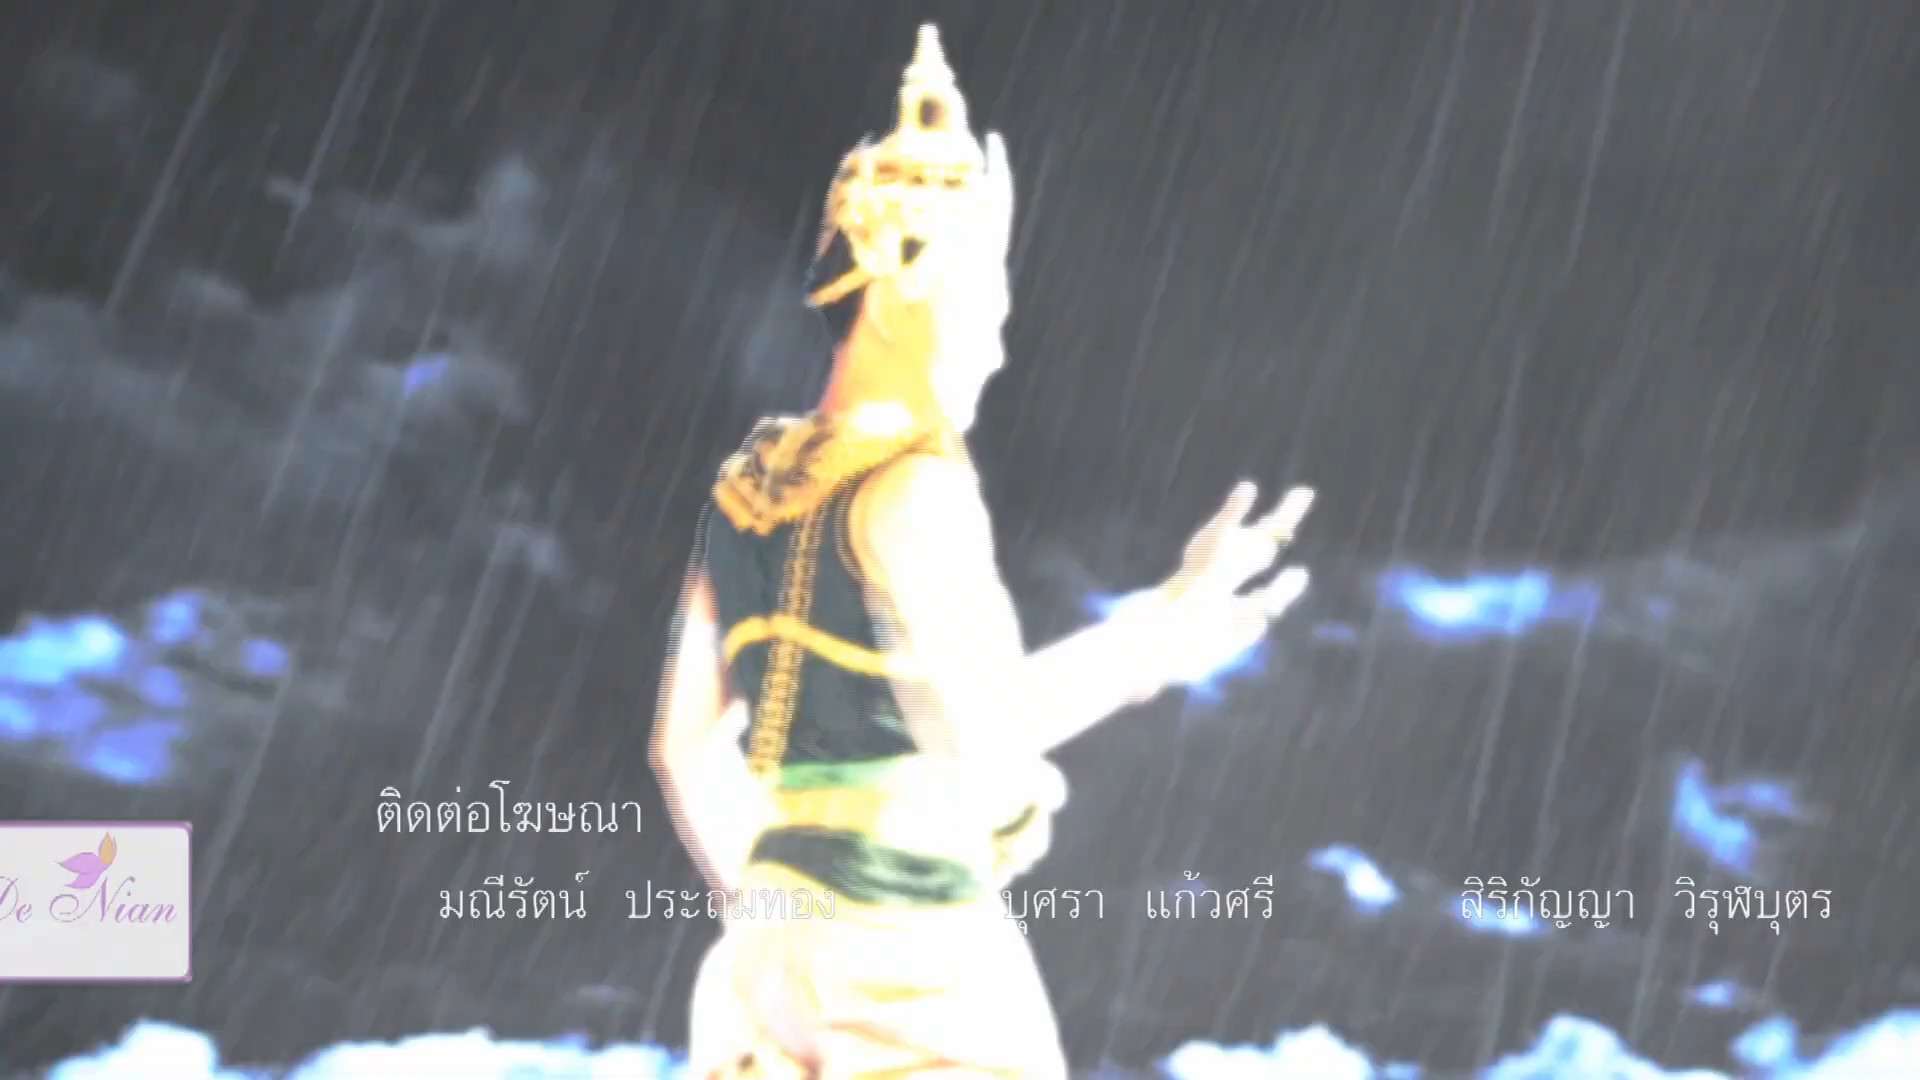 ติดต่อโฆษณา
มณีรัตน์ ประถมทอง บุศรา แก้วศรี สิริกัญญา วิรุฬบุตร
De Nian